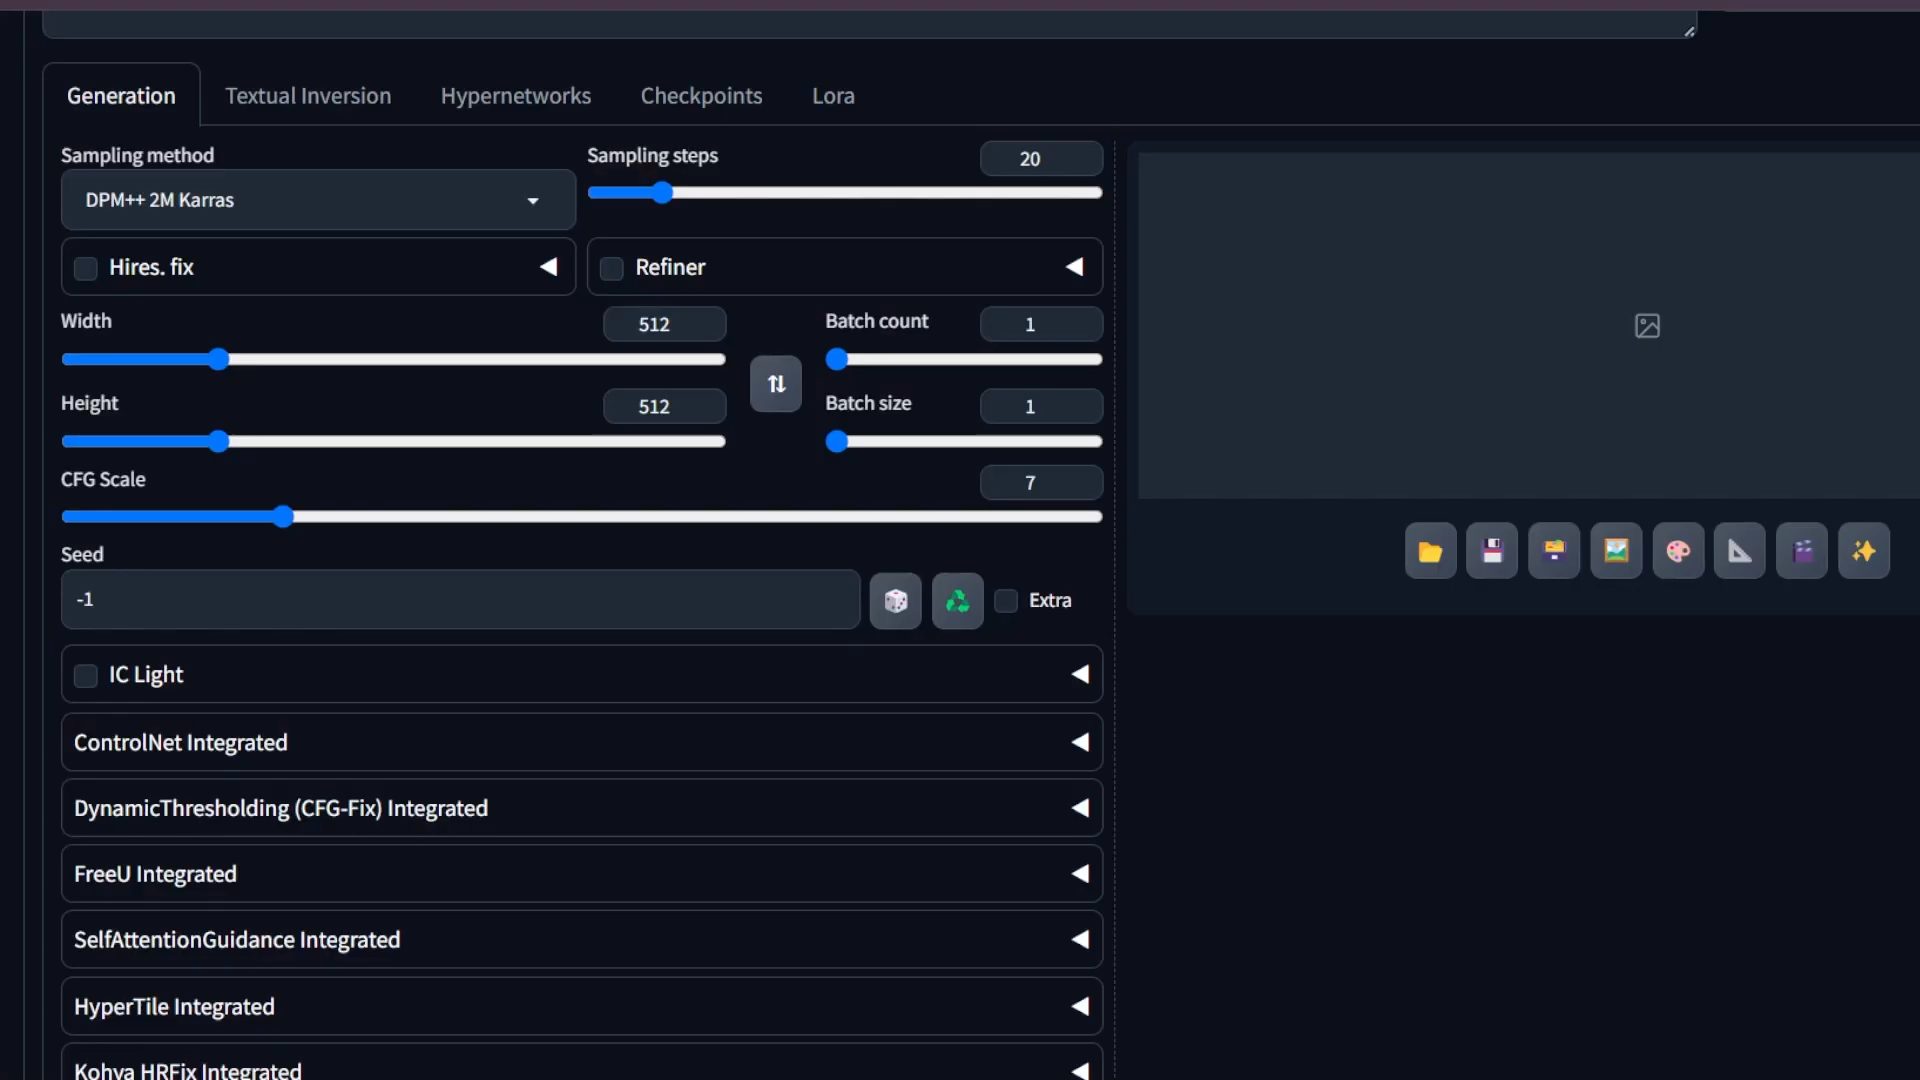 Generation Textual Inversion Hypernetworks Checkpoints Lora
Sampling method
DPM++ 2M Karras
Sampling steps 20
Hires. fix
Refiner
Width 512
Batch count 1
Height 512
Batch size 1
CFG Scale 7
Seed
-1
Extra
IC Light
ControlNet Integrated
DynamicThresholding (CFG-Fix) Integrated
FreeU Integrated
SelfAttentionGuidance Integrated
HyperTile Integrated
Kohya HRFix Integrated